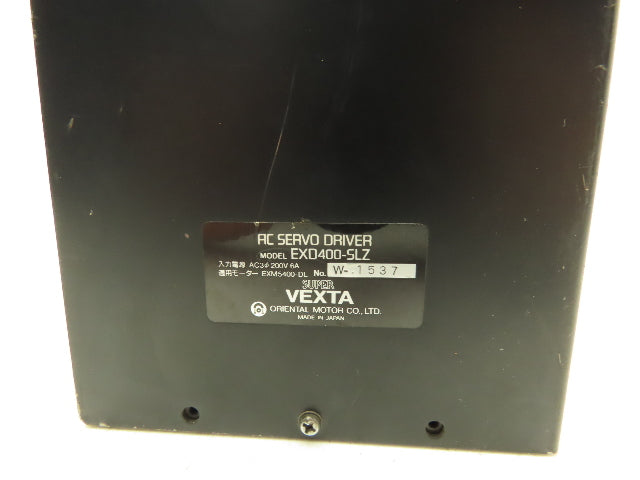 AC SERVO DRIVER
MODEL EXD400-SLZ
入力電源 AC3φ 200V 6A
適用モーター EXM5400-DL No. W-1537
SUPER
VEXTA
ORIENTAL MOTOR CO., LTD.
MADE IN JAPAN